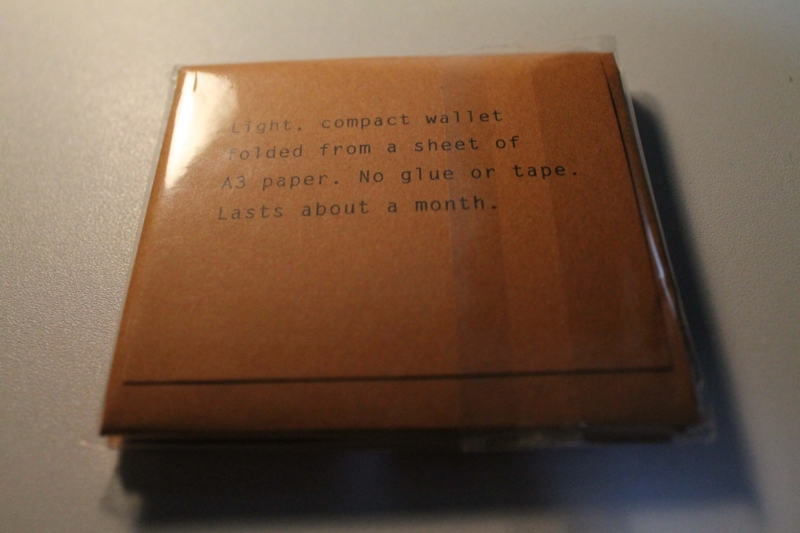 Light, compact wallet
folded from a sheet of
A3 paper. No glue or tape.
Lasts about a month.